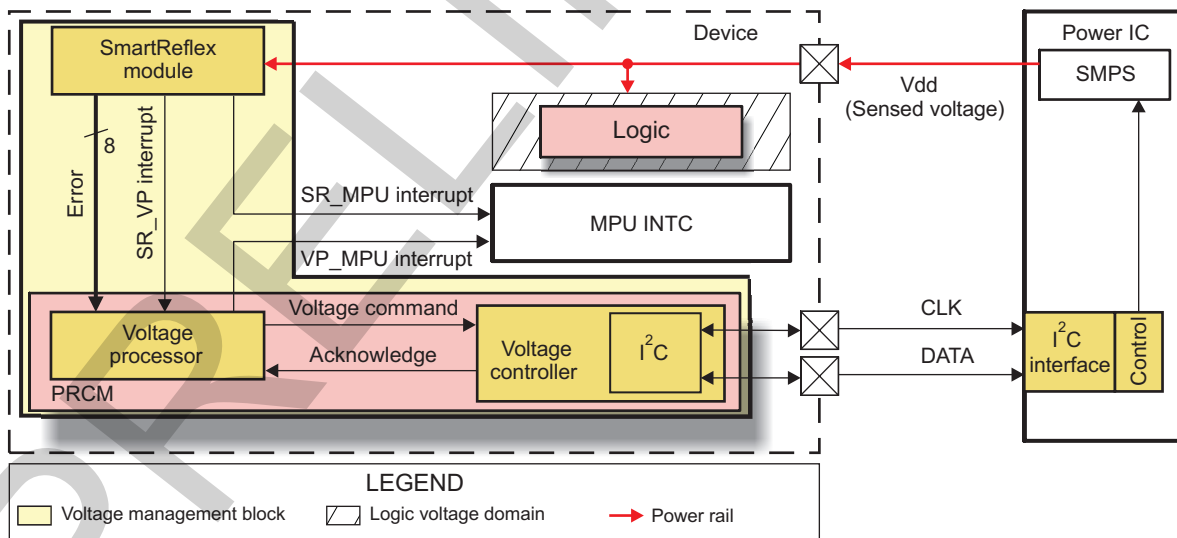 SmartReflex
module
Device
Power IC
SMPS
Vdd
(Sensed voltage)
Logic
8
Error
SR_VP interrupt
SR_MPU interrupt
MPU INTC
VP_MPU interrupt
Voltage
processor
Voltage command
Acknowledge
Voltage
controller
I²C
PRCM
CLK
DATA
I²C
interface
Control
LEGEND
Voltage management block
Logic voltage domain
Power rail